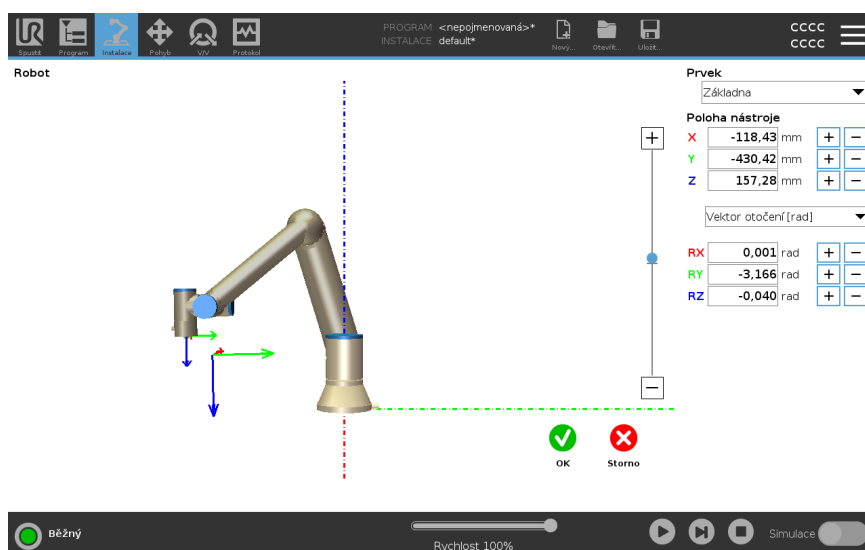 UR
Spustit
Program
Instalace
Pohyb
V/V
Protokol
PROGRAM <nepojmenovaná>*
INSTALACE default*
Nový...
Otevřít...
Uložit...
cccc
cccc
Robot
Prvek
Základna
Poloha nástroje
X -118,43 mm + −
Y -430,42 mm + −
Z 157,28 mm + −
Vektor otočení [rad]
RX 0,001 rad + −
RY -3,166 rad + −
RZ -0,040 rad + −
+
−
OK
Storno
Běžný
Rychlost 100%
Simulace